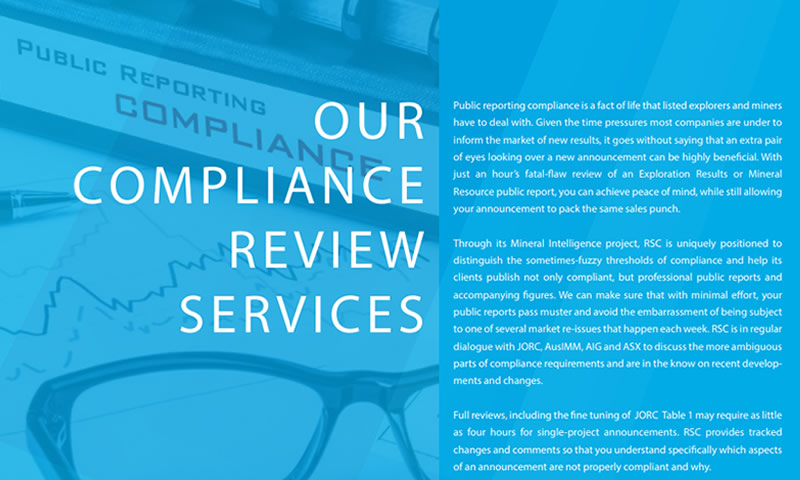 PUBLIC REPORTING
COMPLIANCE
OUR
COMPLIANCE
REVIEW
SERVICES
Public reporting compliance is a fact of life that listed explorers and miners
have to deal with. Given the time pressures most companies are under to
inform the market of new results, it goes without saying that an extra pair
of eyes looking over a new announcement can be highly beneficial. With
just an hour's fatal-flaw review of an Exploration Results or Mineral
Resource public report, you can achieve peace of mind, while still allowing
your announcement to pack the same sales punch.
Through its Mineral Intelligence project, RSC is uniquely positioned to
distinguish the sometimes-fuzzy thresholds of compliance and help its
clients publish not only compliant, but professional public reports and
accompanying figures. We can make sure that with minimal effort, your
public reports pass muster and avoid the embarrassment of being subject
to one of several market re-issues that happen each week. RSC is in regular
dialogue with JORC, AusIMM, AIG and ASX to discuss the more ambiguous
parts of compliance requirements and are in the know on recent develop-
ments and changes.
Full reviews, including the fine tuning of JORC Table 1 may require as little
as four hours for single-project announcements. RSC provides tracked
changes and comments so that you understand specifically which aspects
of an announcement are not properly compliant and why.